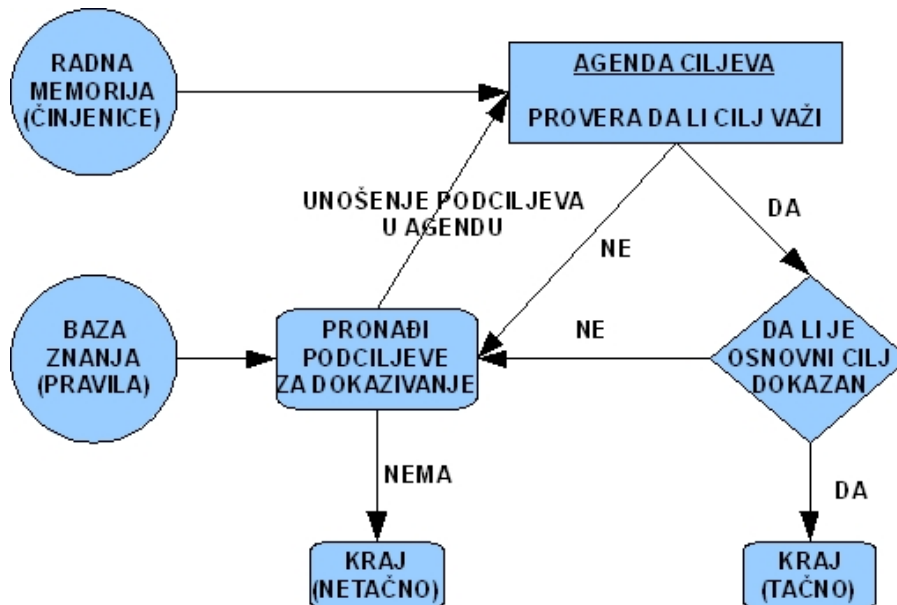 RADNA
MEMORIJA
(ČINJENICE)
AGENDA CILJEVA
PROVERA DA LI CILJ VAŽI
UNOŠENJE PODCILJEVA
U AGENDU
DA
NE
BAZA
ZNANJA
(PRAVILA)
PRONAĐI
PODCILJEVE
ZA DOKAZIVANJE
NE
DA LI JE
OSNOVNI CILJ
DOKAZAN
NEMA
DA
KRAJ
(NETAČNO)
KRAJ
(TAČNO)